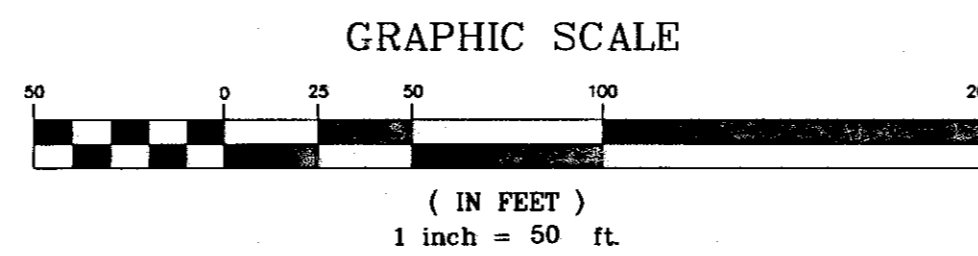 GRAPHIC SCALE
50 0 25 50 100
( IN FEET )
1 inch = 50 ft.